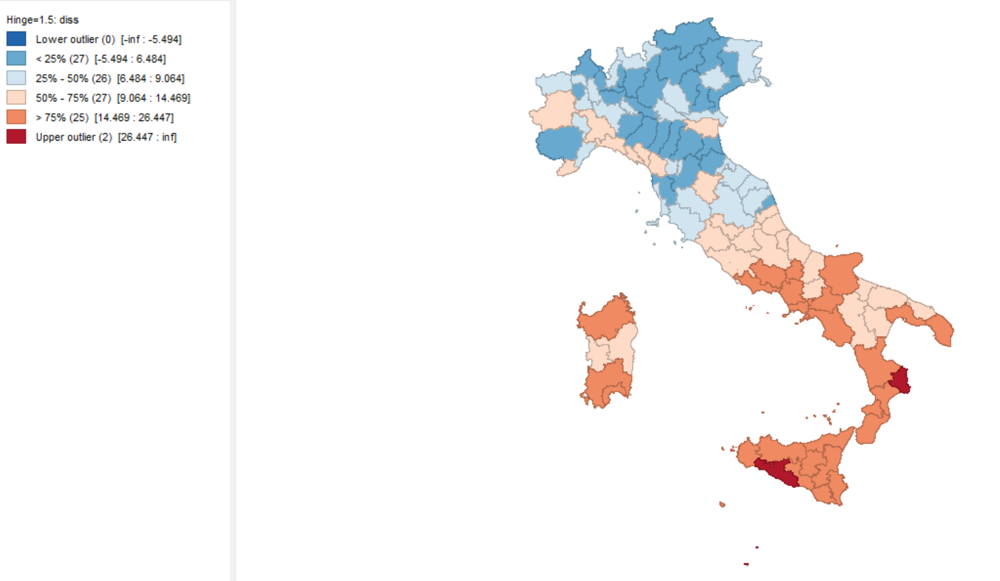 Hinge=1.5: diss
Lower outlier (0) [-inf : -5.494]
< 25% (27) [-5.494 : 6.484]
25% - 50% (26) [6.484 : 9.064]
50% - 75% (27) [9.064 : 14.469]
> 75% (25) [14.469 : 26.447]
Upper outlier (2) [26.447 : inf]